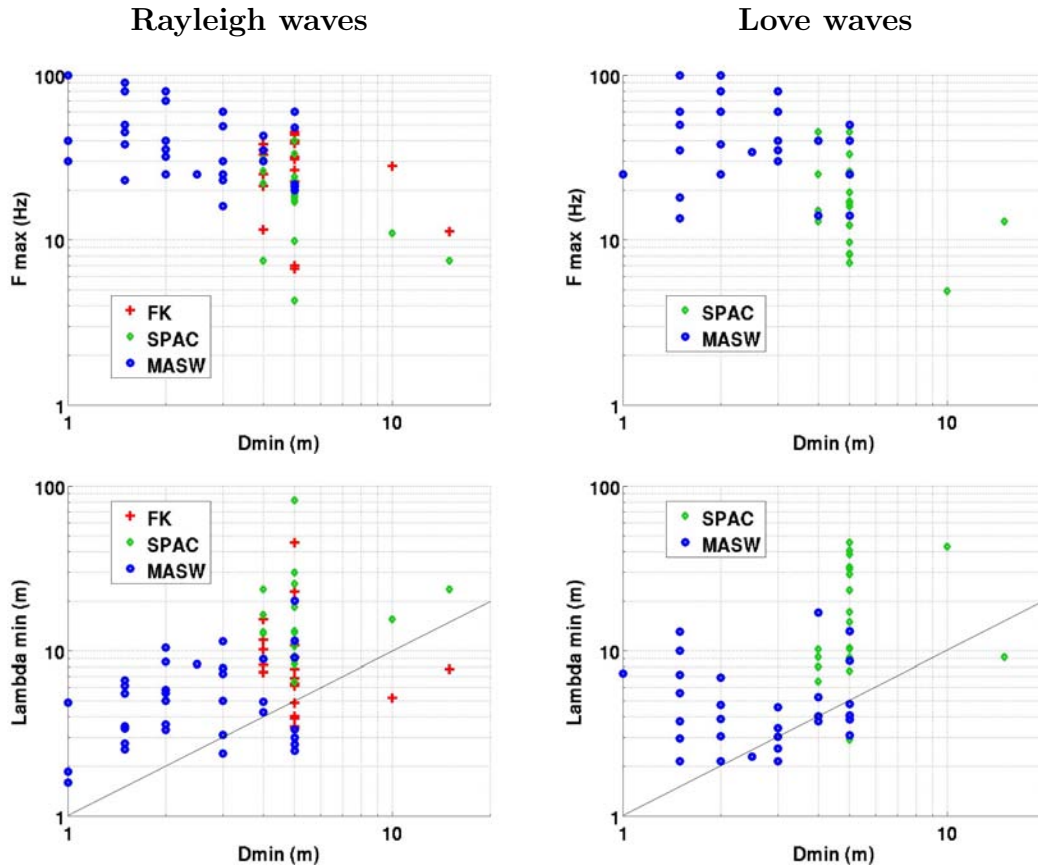 Rayleigh waves
Love waves
100
10
1
F max (Hz)
FK
SPAC
MASW
1
10
Dmin (m)
100
10
1
F max (Hz)
SPAC
MASW
1
10
Dmin (m)
100
10
1
Lambda min (m)
FK
SPAC
MASW
1
10
Dmin (m)
100
10
1
Lambda min (m)
SPAC
MASW
1
10
Dmin (m)